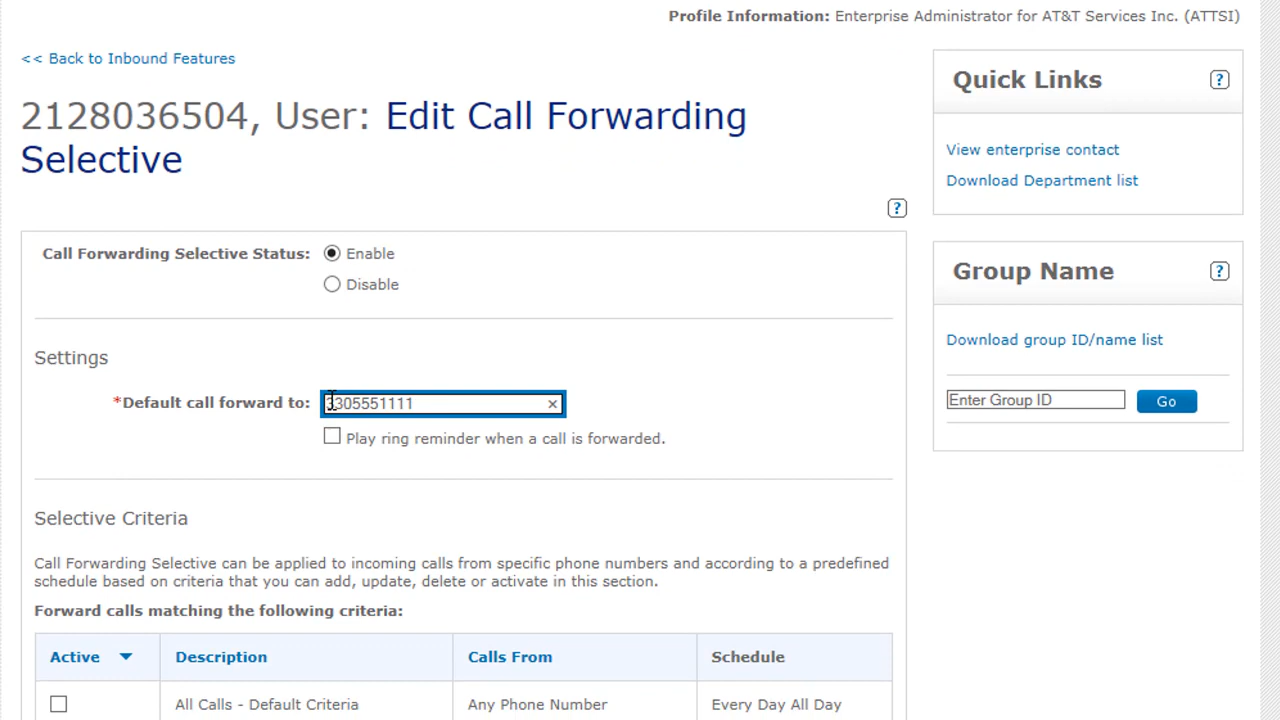 Profile Information: Enterprise Administrator for AT&T Services Inc. (ATTSI)
<< Back to Inbound Features
2128036504, User: Edit Call Forwarding
Selective
?
Call Forwarding Selective Status: Enable
Disable
Settings
*Default call forward to: 3305551111 ×
Play ring reminder when a call is forwarded.
Selective Criteria
Call Forwarding Selective can be applied to incoming calls from specific phone numbers and according to a predefined
schedule based on criteria that you can add, update, delete or activate in this section.
Forward calls matching the following criteria:
Active Description Calls From Schedule
All Calls - Default Criteria Any Phone Number Every Day All Day
Quick Links ?
View enterprise contact
Download Department list
Group Name ?
Download group ID/name list
Enter Group ID Go